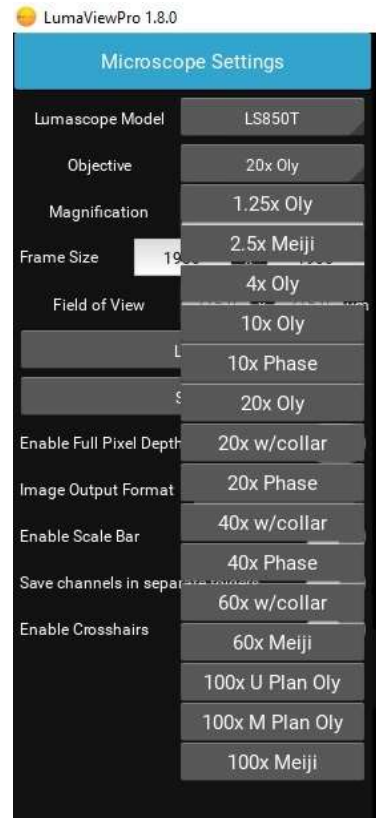 LumaViewPro 1.8.0
Microscope Settings
Lumascope Model LS850T
Objective 20x Oly
Magnification 1.25x Oly
2.5x Meiji
Frame Size
4x Oly
Field of View
10x Oly
10x Phase
20x Oly
Enable Full Pixel Depth 20x w/collar
Image Output Format 20x Phase
40x w/collar
Enable Scale Bar
40x Phase
Save channels in
60x w/collar
Enable Crosshairs
60x Meiji
100x U Plan Oly
100x M Plan Oly
100x Meiji